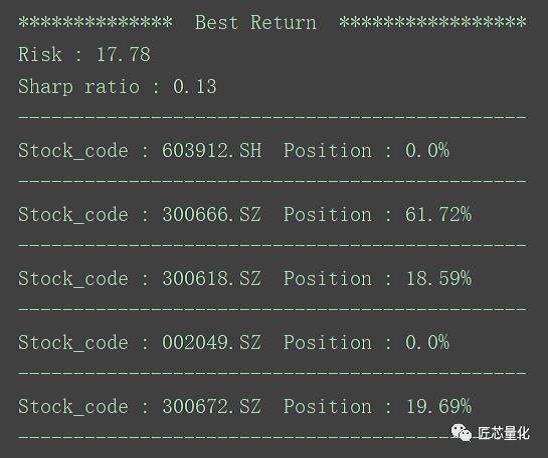 **************  Best Return  *****************
Risk : 17.78
Sharp ratio : 0.13
----------------------------------------------
Stock_code : 603912.SH  Position : 0.0%
----------------------------------------------
Stock_code : 300666.SZ  Position : 61.72%
----------------------------------------------
Stock_code : 300618.SZ  Position : 18.59%
----------------------------------------------
Stock_code : 002049.SZ  Position : 0.0%
----------------------------------------------
Stock_code : 300672.SZ  Position : 19.69%
----------------------------------------------
匠芯量化